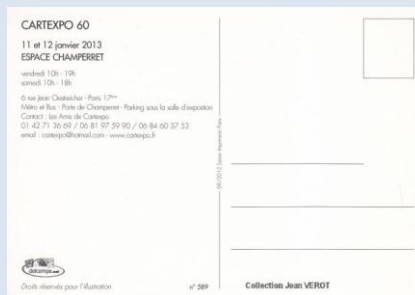 CARTEXPO 60
11 et 12 janvier 2013
ESPACE CHAMPERRET
vendredi 10h - 19h
samedi 10h - 18h
6 rue Jean Oestreicher - Paris 17ème
Métro et Bus : Porte de Champerret - Parking sous la salle d'exposition
Contact : Les Amis de Cartexpo
01 42 71 36 69 / 06 81 97 59 90 / 06 84 60 37 53
email : cartexpo@hotmail.com - www.cartexpo.fr
delcampe.net
Droits réservés pour l'illustration
n° 589
Collection Jean VEROT